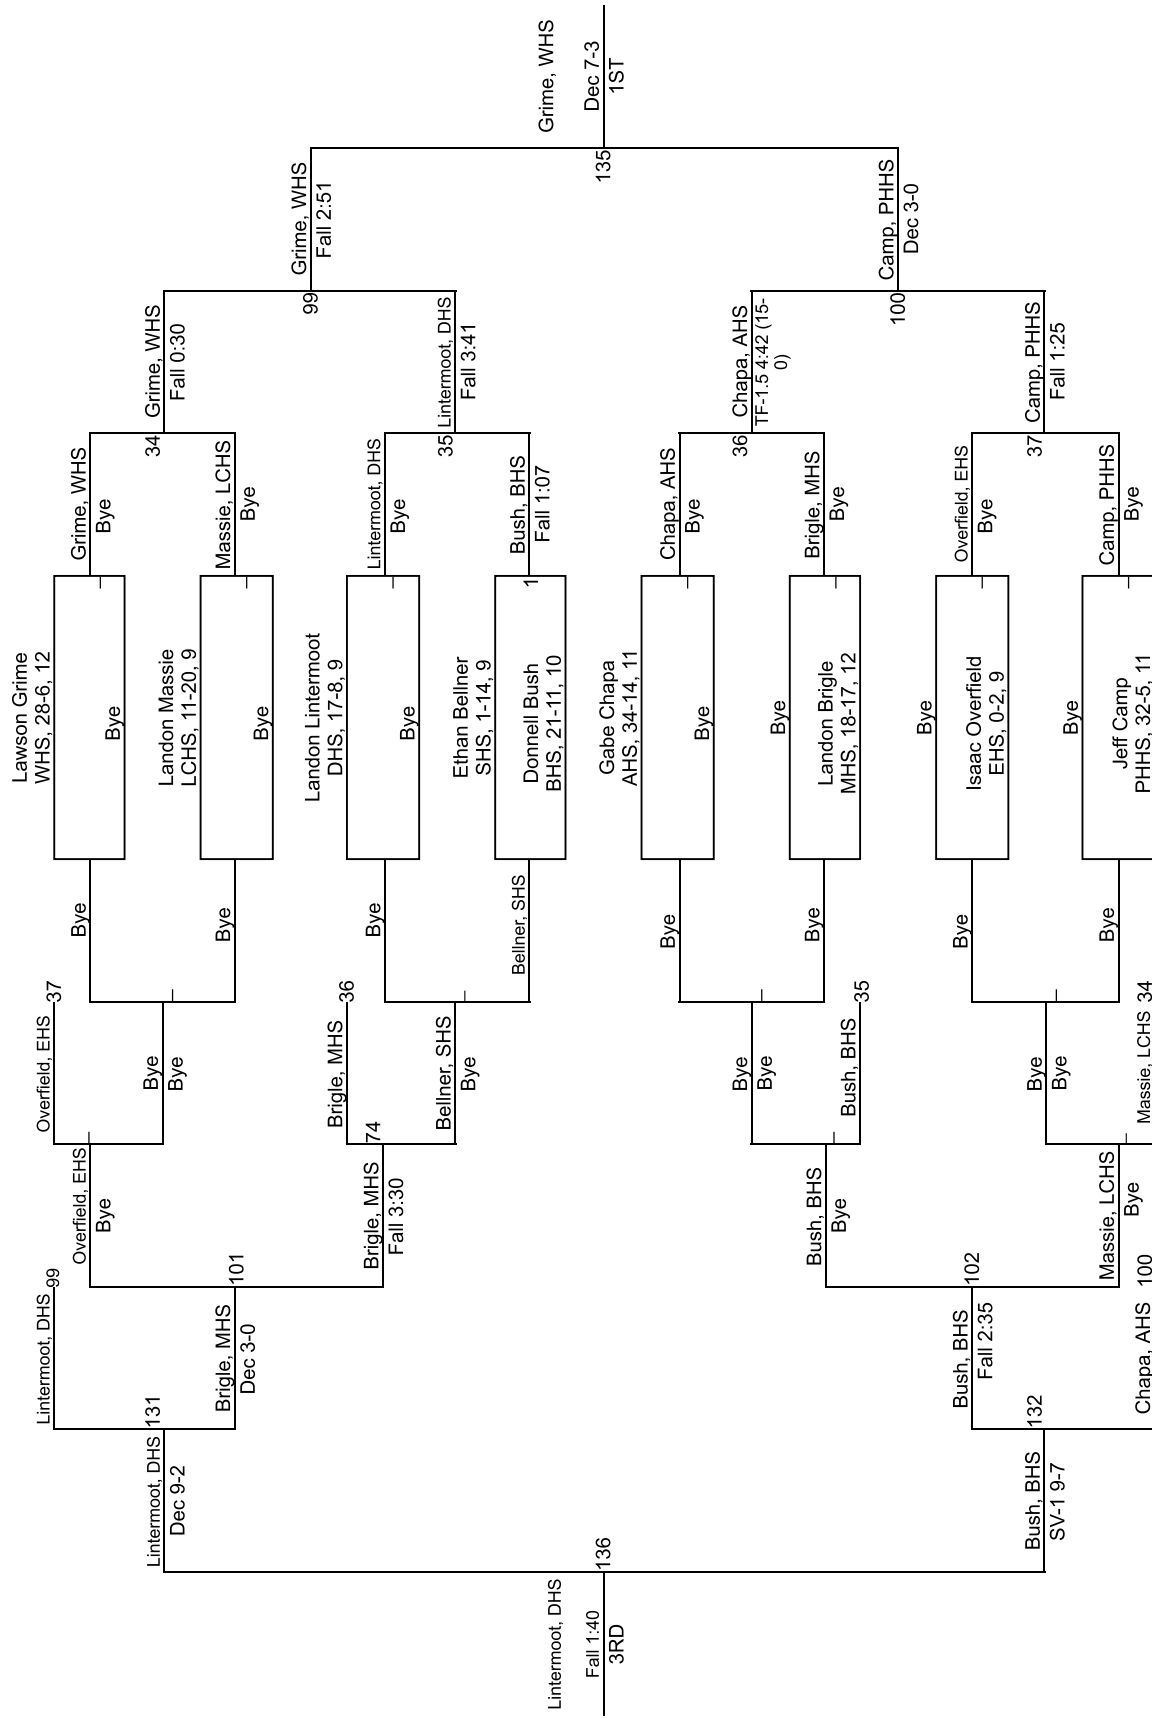 Lawson Grime
WHS, 28-6, 12
Bye
Landon Massie
LCHS, 11-20, 9
Bye
Landon Lintermoot
DHS, 17-8, 9
Bye
Ethan Bellner
SHS, 1-14, 9
Donnell Bush
BHS, 21-11, 10
1
Gabe Chapa
AHS, 34-14, 11
Bye
Bye
Landon Brigle
MHS, 18-17, 12
Bye
Isaac Overfield
EHS, 0-2, 9
Bye
Jeff Camp
PHHS, 32-5, 11
Grime, WHS
Bye
Massie, LCHS
Bye
Lintermoot, DHS
Bye
Bush, BHS
Fall 1:07
Chapa, AHS
Bye
Brigle, MHS
Bye
Overfield, EHS
Bye
Camp, PHHS
Bye
34
Grime, WHS
Fall 0:30
35
Lintermoot, DHS
Fall 3:41
36
Chapa, AHS
TF-1.5 4:42 (15-
0)
37
Camp, PHHS
Fall 1:25
99
Grime, WHS
Fall 2:51
100
Camp, PHHS
Dec 3-0
135
Grime, WHS
Dec 7-3
1ST
Bye
Bye
Bye
Bellner, SHS
Bye
Bye
Bye
Bye
37
Overfield, EHS
Bye
Bye
36
Brigle, MHS
Bellner, SHS
Bye
Bye
Bye
35
Bush, BHS
Bye
Bye
34
Massie, LCHS
Overfield, EHS
Bye
74
Brigle, MHS
Fall 3:30
Bush, BHS
Bye
Massie, LCHS
Bye
99
Lintermoot, DHS
101
Brigle, MHS
Dec 3-0
102
Bush, BHS
Fall 2:35
100
Chapa, AHS
131
Lintermoot, DHS
Dec 9-2
132
Bush, BHS
SV-1 9-7
136
Lintermoot, DHS
Fall 1:40
3RD